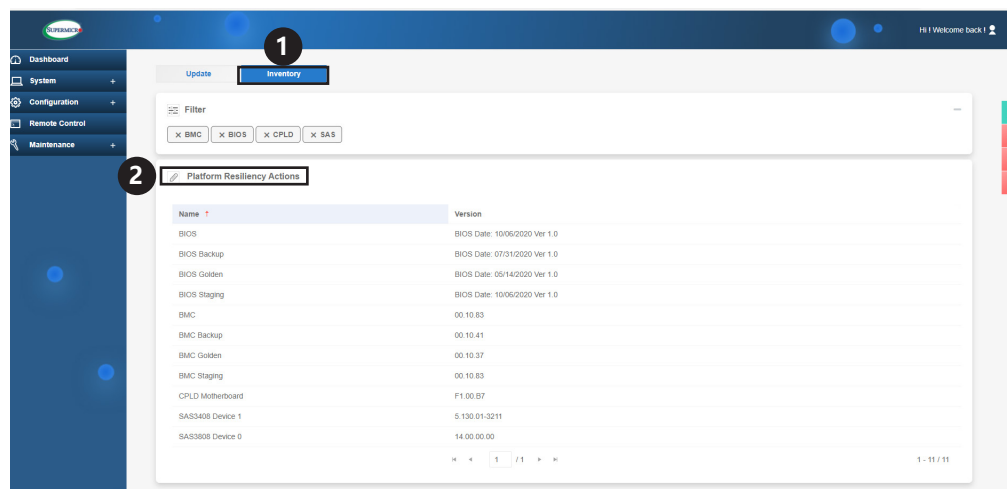 SUPERMICR
Hi ! Welcome back !
1
Dashboard
System +
Configuration +
Remote Control
Maintenance +
Update Inventory
Filter
× BMC × BIOS × CPLD × SAS
2
Platform Resiliency Actions
Name ↑ Version
BIOS BIOS Date: 10/06/2020 Ver 1.0
BIOS Backup BIOS Date: 07/31/2020 Ver 1.0
BIOS Golden BIOS Date: 05/14/2020 Ver 1.0
BIOS Staging BIOS Date: 10/06/2020 Ver 1.0
BMC 00.10.83
BMC Backup 00.10.41
BMC Golden 00.10.37
BMC Staging 00.10.83
CPLD Motherboard F1.00.B7
SAS3408 Device 1 5.130.01-3211
SAS3808 Device 0 14.00.00.00
1 / 1
1 - 11 / 11